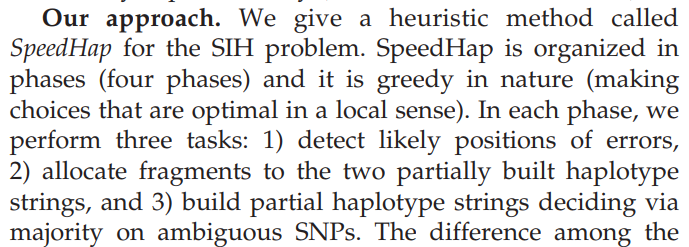 Our approach. We give a heuristic method called
SpeedHap for the SIH problem. SpeedHap is organized in
phases (four phases) and it is greedy in nature (making
choices that are optimal in a local sense). In each phase, we
perform three tasks: 1) detect likely positions of errors,
2) allocate fragments to the two partially built haplotype
strings, and 3) build partial haplotype strings deciding via
majority on ambiguous SNPs. The difference among the